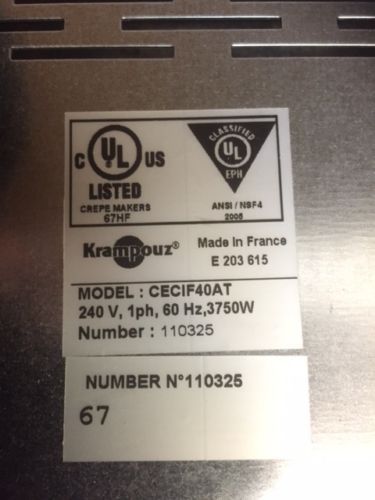 C UL US
LISTED
CREPE MAKERS
67HF
CLASSIFIED
UL
EPH
ANSI / NSF4
2005
Krampouz®
Made In France
E 203 615
MODEL : CECIF40AT
240 V, 1ph, 60 Hz,3750W
Number : 110325
NUMBER N°110325
67